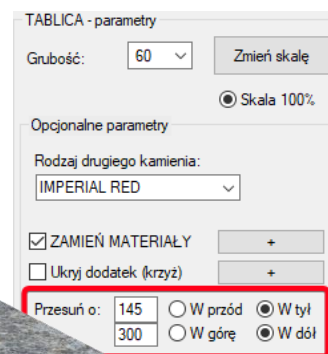 TABLICA - parametry
Grubość: 60 Zmień skalę
Skala 100%
Opcjonalne parametry
Rodzaj drugiego kamienia:
IMPERIAL RED
ZAMIEŃ MATERIAŁY +
Ukryj dodatek (krzyż) +
Przesuń o: 145 W przód W tył
300 W górę W dół